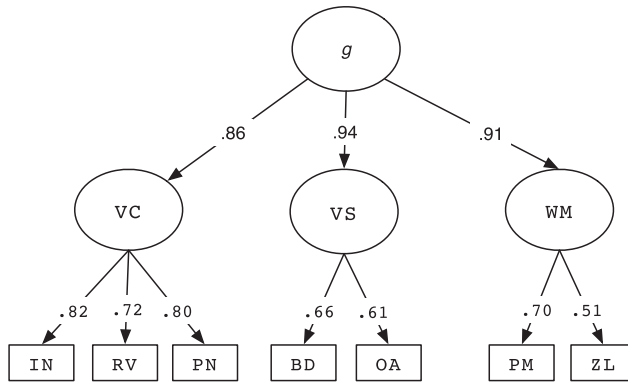 g
.86 .94 .91
VC VS WM
.82 .72 .80 .66 .61 .70 .51
IN RV PN BD OA PM ZL